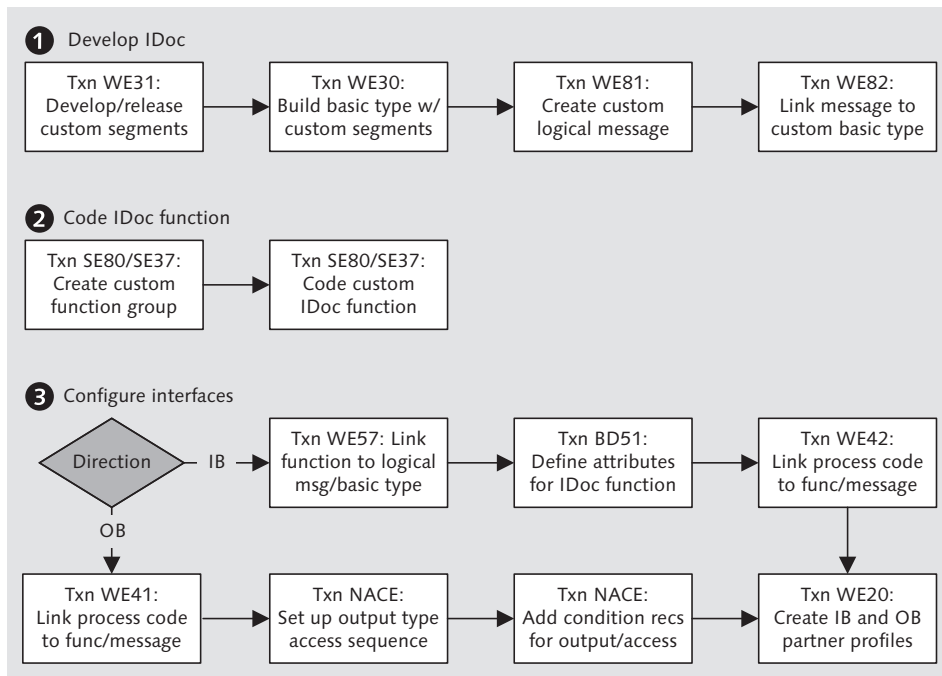 1 Develop IDoc
Txn WE31:
Develop/release
custom segments
Txn WE30:
Build basic type w/
custom segments
Txn WE81:
Create custom
logical message
Txn WE82:
Link message to
custom basic type
2 Code IDoc function
Txn SE80/SE37:
Create custom
function group
Txn SE80/SE37:
Code custom
IDoc function
3 Configure interfaces
Direction
IB
Txn WE57: Link
function to logical
msg/basic type
Txn BD51:
Define attributes
for IDoc function
Txn WE42:
Link process code
to func/message
OB
Txn WE41:
Link process code
to func/message
Txn NACE:
Set up output type
access sequence
Txn NACE:
Add condition recs
for output/access
Txn WE20:
Create IB and OB
partner profiles